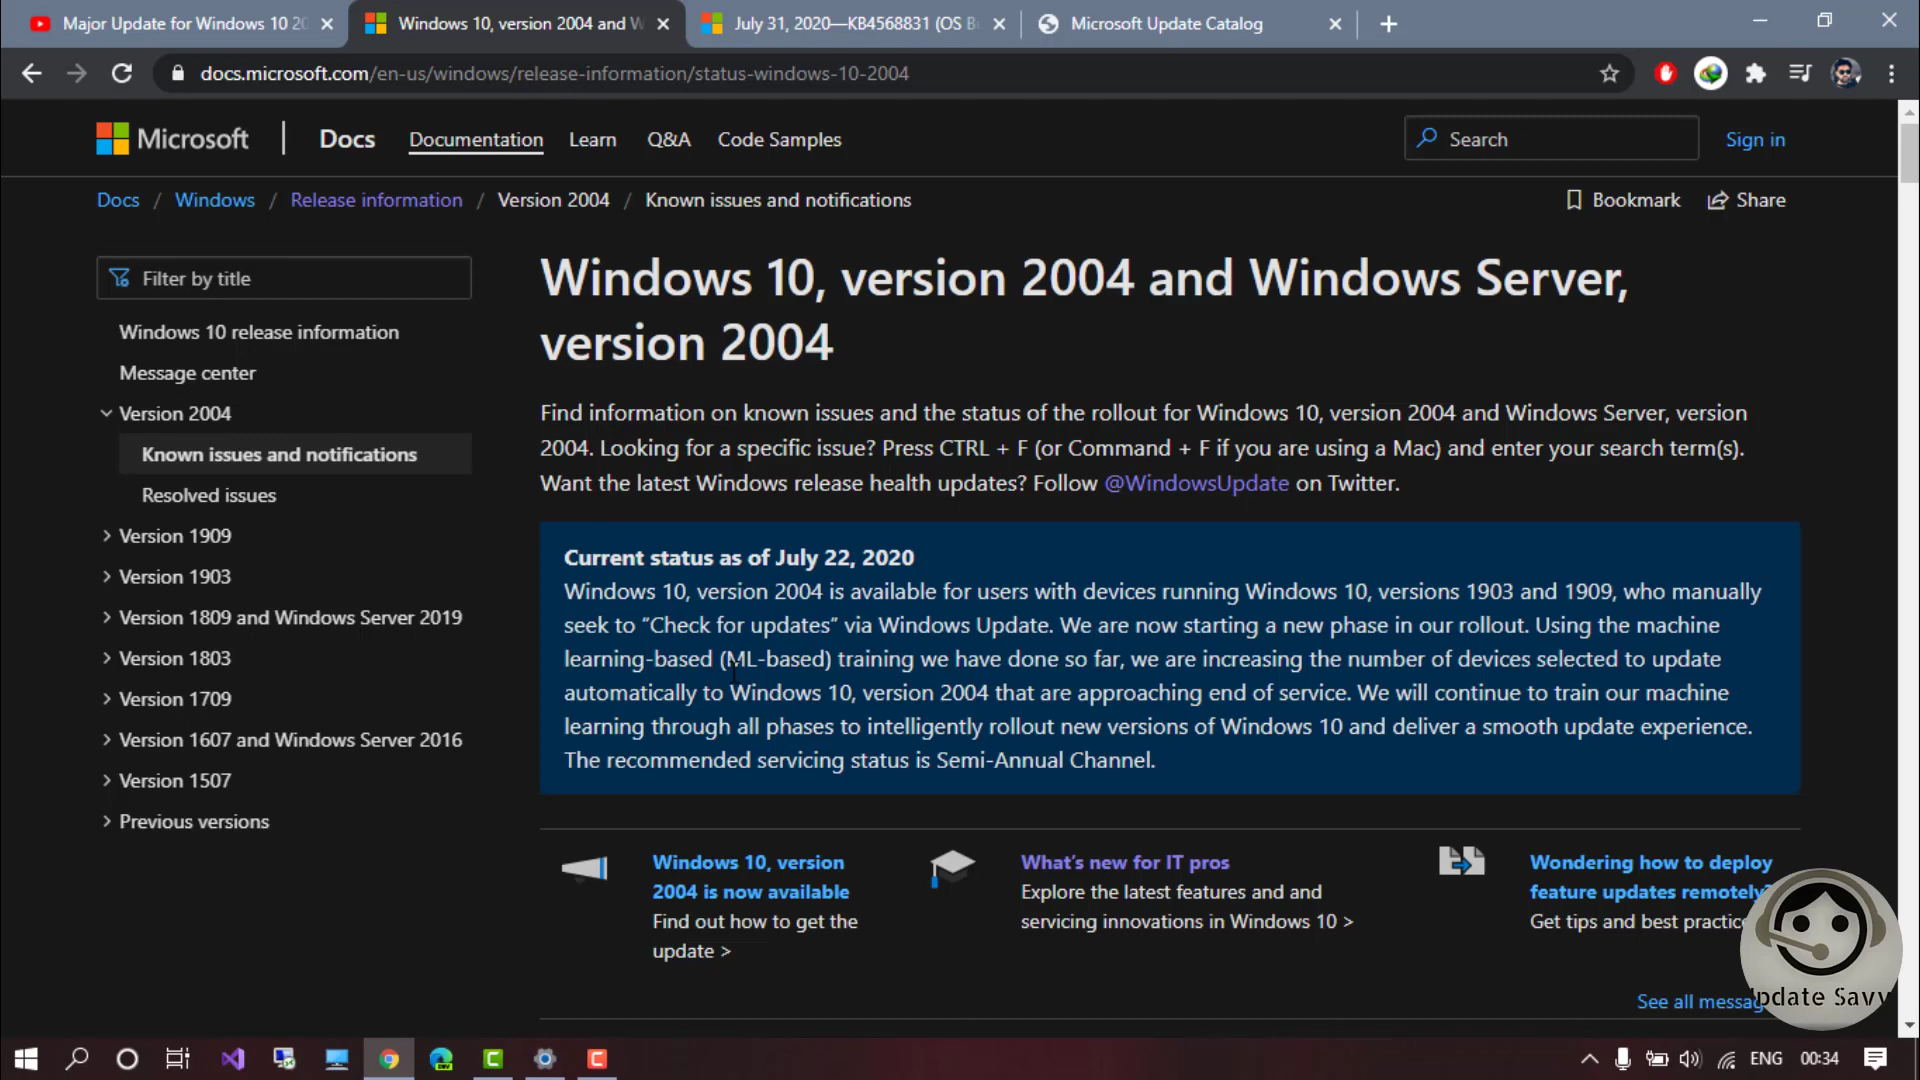 Major Update for Windows 10 20
Windows 10, version 2004 and W
July 31, 2020—KB4568831 (OS B
Microsoft Update Catalog
docs.microsoft.com/en-us/windows/release-information/status-windows-10-2004
Microsoft
Docs
Documentation
Learn
Q&A
Code Samples
Search
Sign in
Docs / Windows / Release information / Version 2004 / Known issues and notifications
Bookmark
Share
Filter by title
Windows 10 release information
Message center
Version 2004
Known issues and notifications
Resolved issues
Version 1909
Version 1903
Version 1809 and Windows Server 2019
Version 1803
Version 1709
Version 1607 and Windows Server 2016
Version 1507
Previous versions
Windows 10, version 2004 and Windows Server,
version 2004
Find information on known issues and the status of the rollout for Windows 10, version 2004 and Windows Server, version
2004. Looking for a specific issue? Press CTRL + F (or Command + F if you are using a Mac) and enter your search term(s).
Want the latest Windows release health updates? Follow @WindowsUpdate on Twitter.
Current status as of July 22, 2020
Windows 10, version 2004 is available for users with devices running Windows 10, versions 1903 and 1909, who manually
seek to “Check for updates” via Windows Update. We are now starting a new phase in our rollout. Using the machine
learning-based (ML-based) training we have done so far, we are increasing the number of devices selected to update
automatically to Windows 10, version 2004 that are approaching end of service. We will continue to train our machine
learning through all phases to intelligently rollout new versions of Windows 10 and deliver a smooth update experience.
The recommended servicing status is Semi-Annual Channel.
Windows 10, version
2004 is now available
Find out how to get the
update >
What's new for IT pros
Explore the latest features and and
servicing innovations in Windows 10 >
Wondering how to deploy
feature updates remotely?
Get tips and best practic
See all messag
pdate Savvy
ENG
00:34